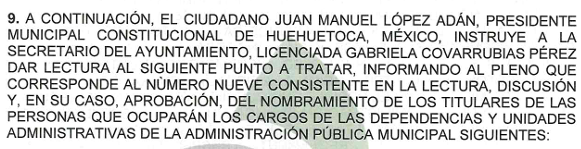 9. A CONTINUACIÓN, EL CIUDADANO JUAN MANUEL LÓPEZ ADÁN, PRESIDENTE
MUNICIPAL CONSTITUCIONAL DE HUEHUETOCA, MÉXICO, INSTRUYE A LA
SECRETARIO DEL AYUNTAMIENTO, LICENCIADA GABRIELA COVARRUBIAS PÉREZ
DAR LECTURA AL SIGUIENTE PUNTO A TRATAR, INFORMANDO AL PLENO QUE
CORRESPONDE AL NÙMERO NUEVE CONSISTENTE EN LA LECTURA, DISCUSIÓN
Y, EN SU CASO, APROBACIÓN, DEL NOMBRAMIENTO DE LOS TITULARES DE LAS
PERSONAS QUE OCUPARÁN LOS CARGOS DE LAS DEPENDENCIAS Y UNIDADES
ADMINISTRATIVAS DE LA ADMINISTRACIÓN PÚBLICA MUNICIPAL SIGUIENTES: